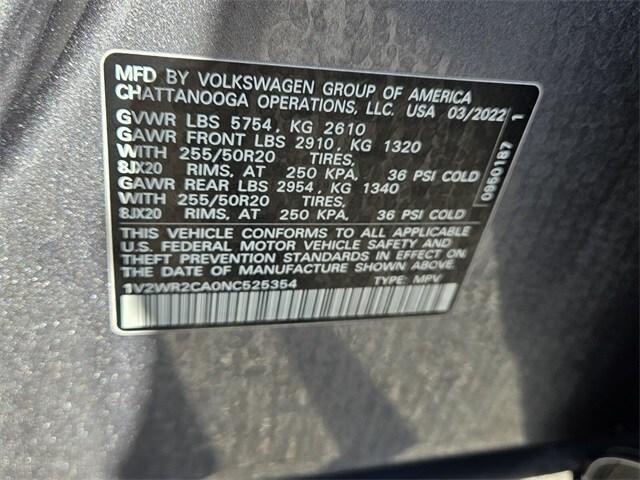 MFD BY VOLKSWAGEN GROUP OF AMERICA
CHATTANOOGA OPERATIONS, LLC. USA 03/2022
GVWR LBS 5754 , KG 2610
GAWR FRONT LBS 2910 , KG 1320
WITH 255/50R20 TIRES,
8JX20 RIMS, AT 250 KPA, 36 PSI COLD
GAWR REAR LBS 2954 , KG 1340
WITH 255/50R20 TIRES,
8JX20 RIMS, AT 250 KPA, 36 PSI COLD
THIS VEHICLE CONFORMS TO ALL APPLICABLE
U.S. FEDERAL MOTOR VEHICLE SAFETY AND
THEFT PREVENTION STANDARDS IN EFFECT ON
THE DATE OF MANUFACTURE SHOWN ABOVE.
1V2WR2CA0NC525354 TYPE: MPV
0950187 1